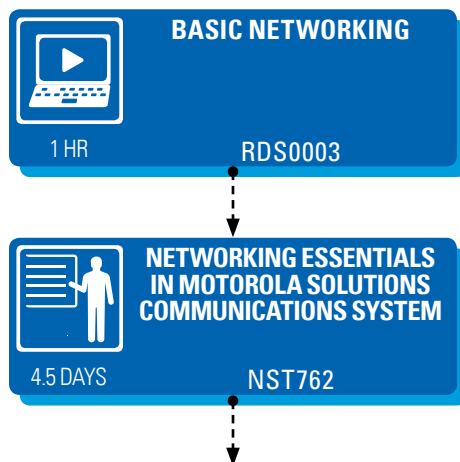 BASIC NETWORKING
1 HR
RDS0003
NETWORKING ESSENTIALS
IN MOTOROLA SOLUTIONS
COMMUNICATIONS SYSTEM
4.5 DAYS
NST762